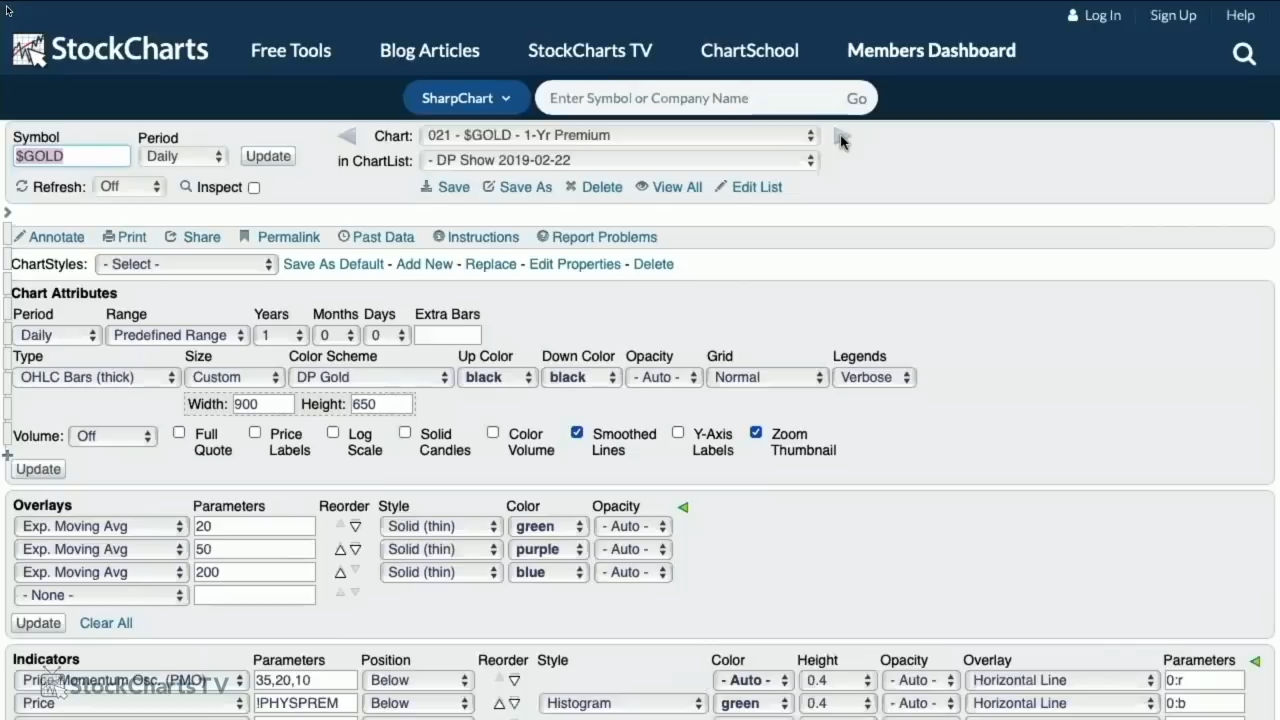 Log In Sign Up Help
StockCharts Free Tools Blog Articles StockCharts TV ChartSchool Members Dashboard
SharpChart Enter Symbol or Company Name Go
Symbol Period Chart: 021 - $GOLD - 1-Yr Premium
$GOLD Daily Update in ChartList: - DP Show 2019-02-22
Refresh: Off Inspect Save Save As Delete View All Edit List
Annotate Print Share Permalink Past Data Instructions Report Problems
ChartStyles: - Select - Save As Default - Add New - Replace - Edit Properties - Delete
Chart Attributes
Period Range Years Months Days Extra Bars
Daily Predefined Range 1 0 0
Type Size Color Scheme Up Color Down Color Opacity Grid Legends
OHLC Bars (thick) Custom DP Gold black black - Auto - Normal Verbose
Width: 900 Height: 650
Volume: Off Full Quote Price Labels Log Scale Solid Candles Color Volume Smoothed Lines Y-Axis Labels Zoom Thumbnail
Update
Overlays Parameters Reorder Style Color Opacity
Exp. Moving Avg 20 Solid (thin) green - Auto -
Exp. Moving Avg 50 Solid (thin) purple - Auto -
Exp. Moving Avg 200 Solid (thin) blue - Auto -
- None -
Update Clear All
Indicators Parameters Position Reorder Style Color Height Opacity Overlay Parameters
Price Momentum Osc. (PMO) 35,20,10 Below - Auto - 0.4 - Auto - Horizontal Line 0:r
StockCharts TV
Price !PHYSPREM Below Histogram green 0.4 - Auto - Horizontal Line 0:b